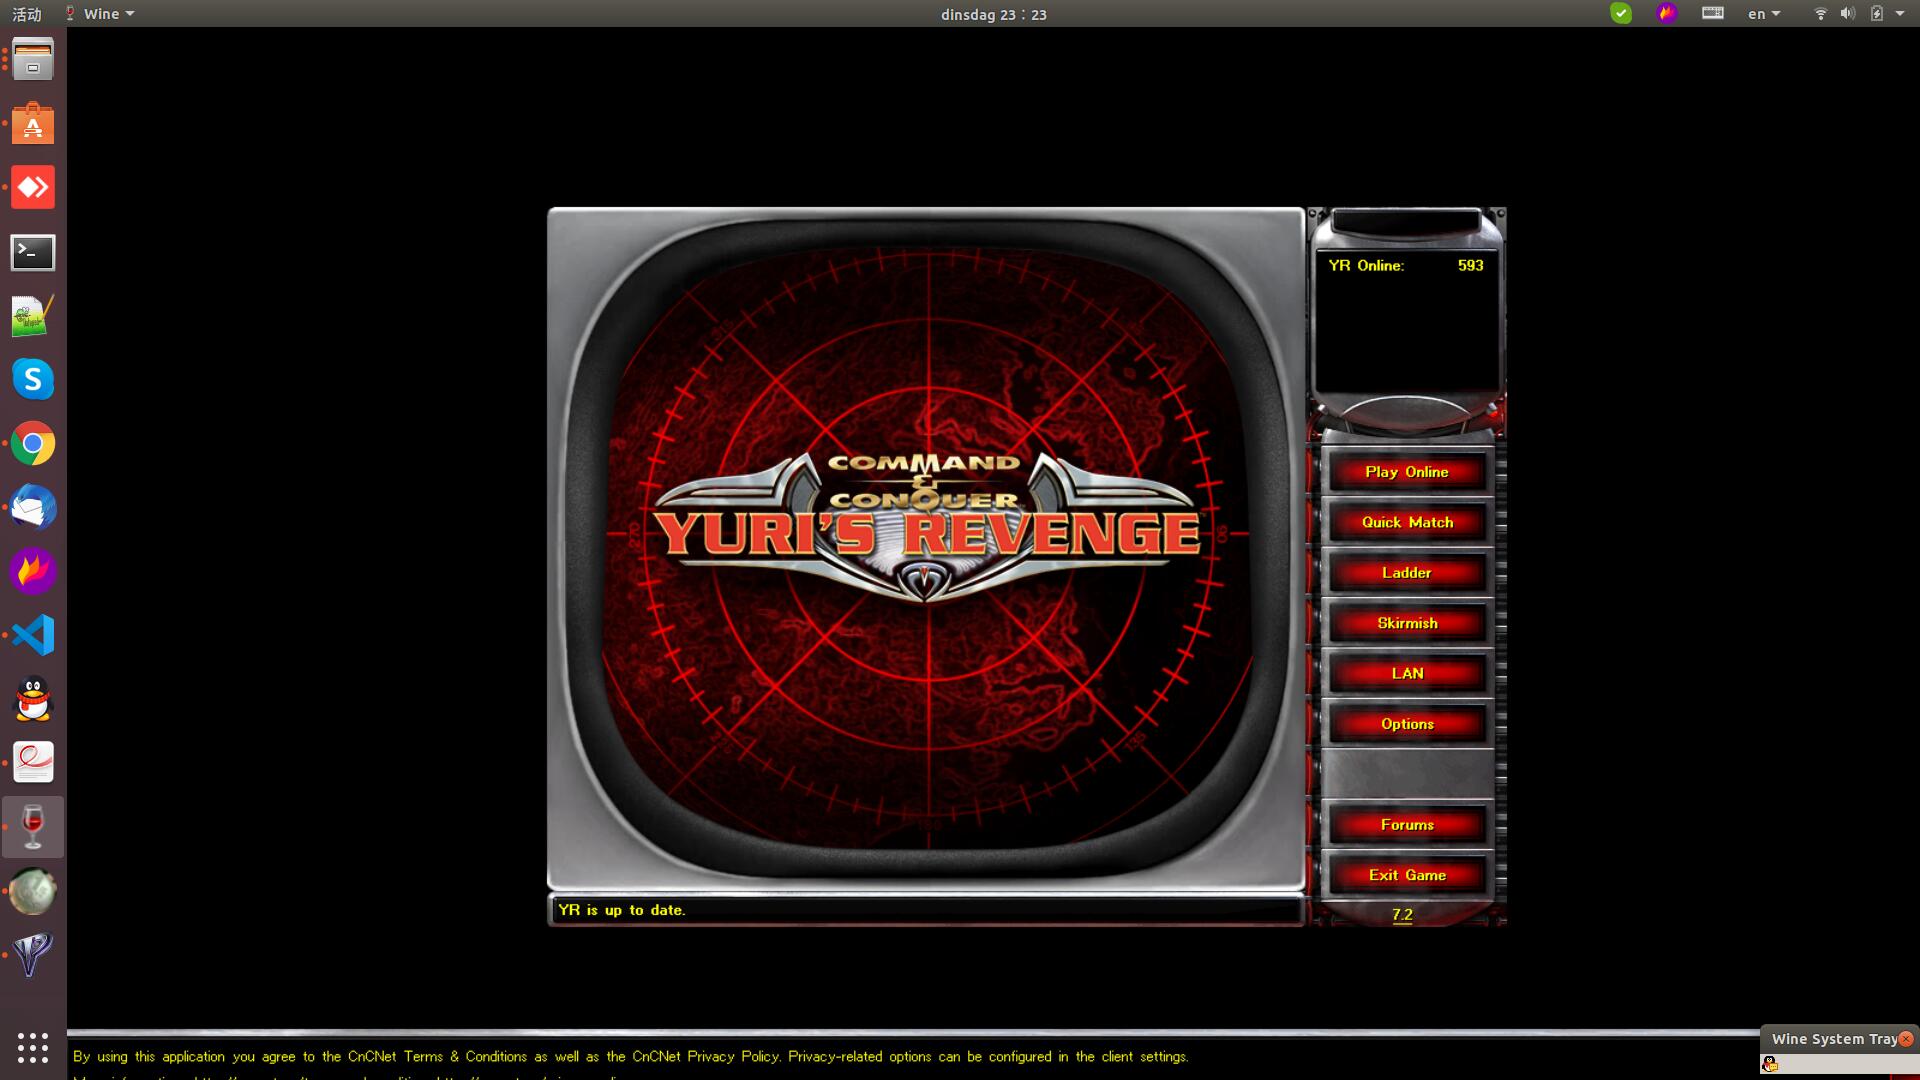 活动
Wine
dinsdag 23：23
en
YR Online: 593
COMMAND
&
CONQUER
YURI'S REVENGE
Play Online
Quick Match
Ladder
Skirmish
LAN
Options
Forums
Exit Game
YR is up to date.
7.2
Wine System Tray
By using this application you agree to the CnCNet Terms & Conditions as well as the CnCNet Privacy Policy. Privacy-related options can be configured in the client settings.